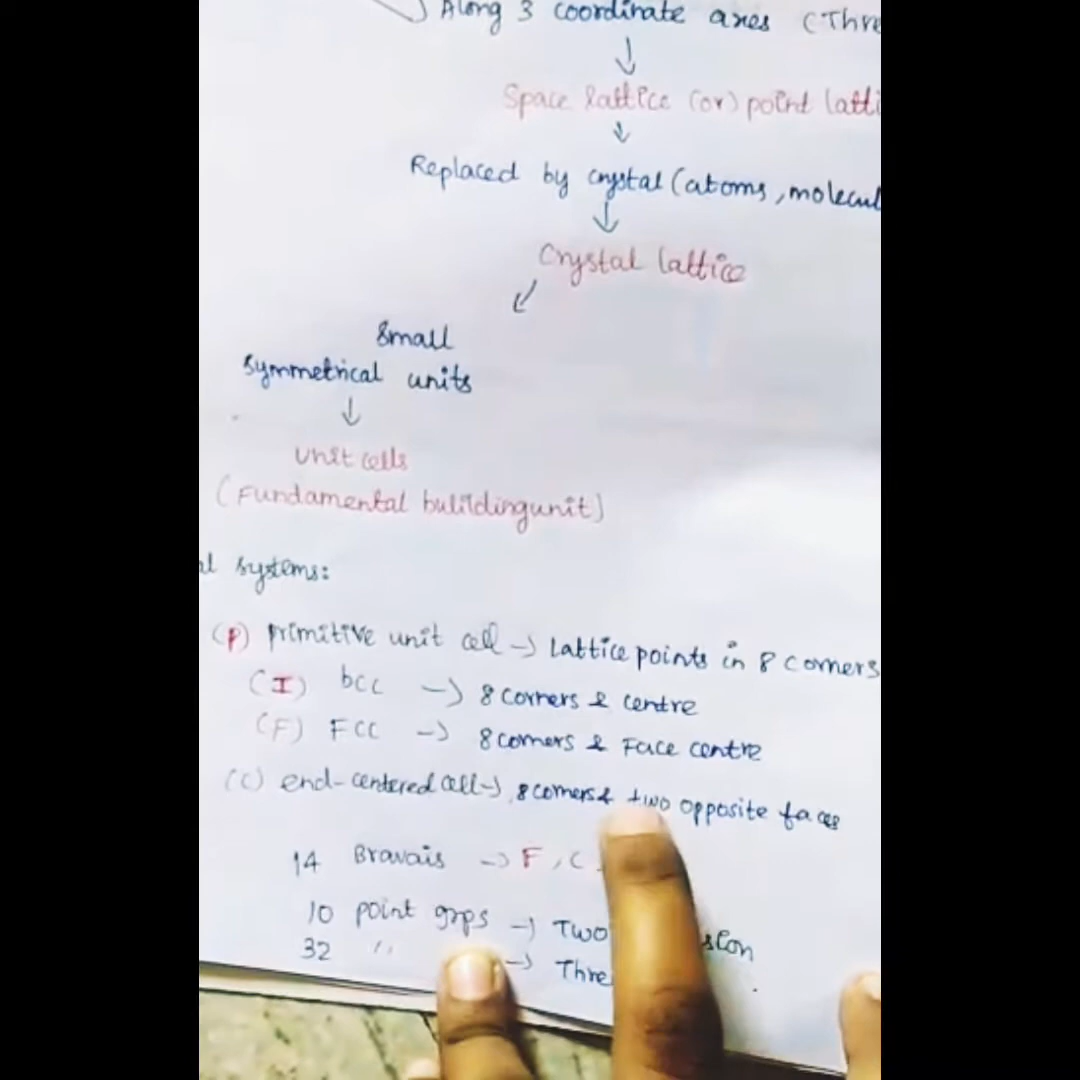 Along 3 coordinate axes (Thre
Space lattice (or) point latti
Replaced by crystal (atoms, molecul
Crystal lattice
Small
symmetrical units
Unit cells
(Fundamental buiildingunit)
al systems:
(P) Primitive unit cell → Lattice points in 8 corners
(I) bcc → 8 corners & centre
(F) FCC → 8 corners & Face centre
(C) end-centered cell → 8 corners & two opposite faces
14 Bravais → F, C
10 point grps → Two sion
32 " → Thre